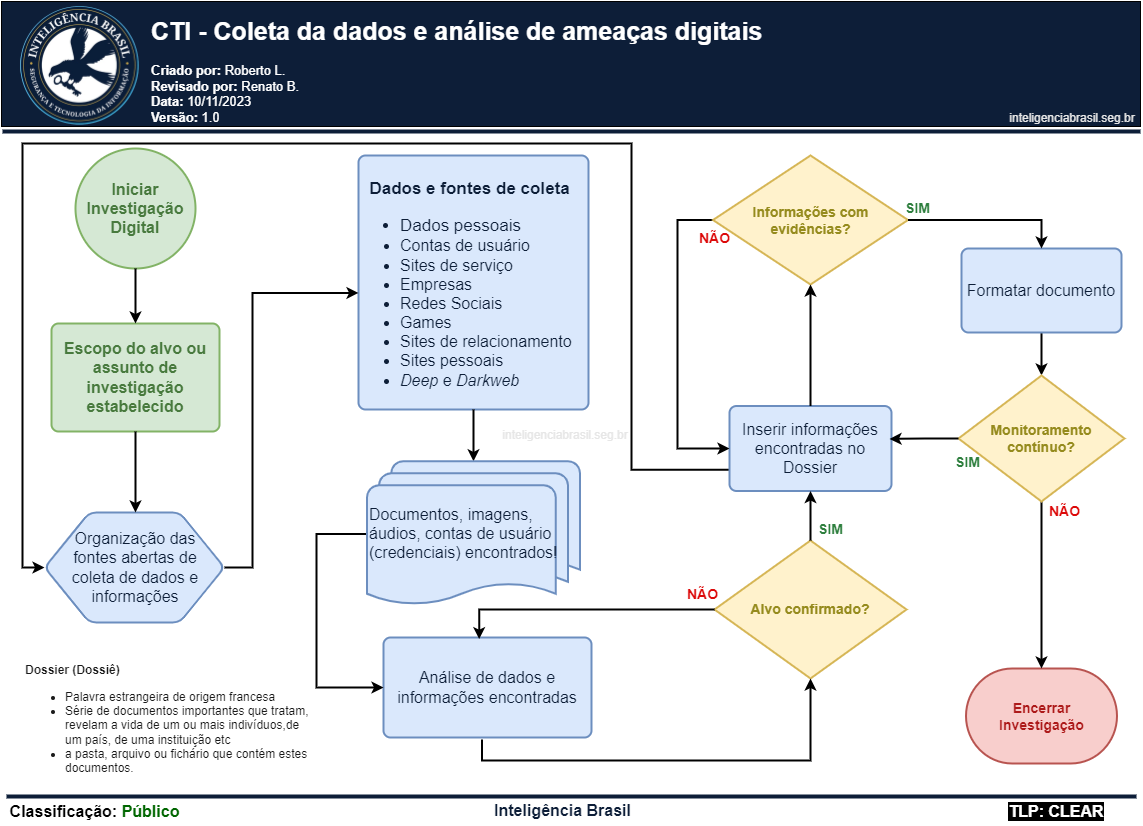 INTELIGÊNCIA BRASIL
SEGURANÇA E TECNOLOGIA DA INFORMAÇÃO
CTI - Coleta da dados e análise de ameaças digitais
Criado por: Roberto L.
Revisado por: Renato B.
Data: 10/11/2023
Versão: 1.0
inteligenciabrasil.seg.br
Iniciar
Investigação
Digital
Escopo do alvo ou
assunto de
investigação
estabelecido
Organização das
fontes abertas de
coleta de dados e
informações
Dados e fontes de coleta
• Dados pessoais
• Contas de usuário
• Sites de serviço
• Empresas
• Redes Sociais
• Games
• Sites de relacionamento
• Sites pessoais
• Deep e Darkweb
inteligenciabrasil.seg.br
Documentos, imagens,
áudios, contas de usuário
(credenciais) encontrados!
Análise de dados e
informações encontradas
Alvo confirmado?
NÃO
SIM
Inserir informações
encontradas no
Dossier
Informações com
evidências?
NÃO
SIM
Formatar documento
Monitoramento
contínuo?
SIM
NÃO
Encerrar
Investigação
Dossier (Dossiê)
• Palavra estrangeira de origem francesa
• Série de documentos importantes que tratam,
revelam a vida de um ou mais indivíduos,de
um país, de uma instituição etc
• a pasta, arquivo ou fichário que contém estes
documentos.
Classificação: Público
Inteligência Brasil
TLP: CLEAR